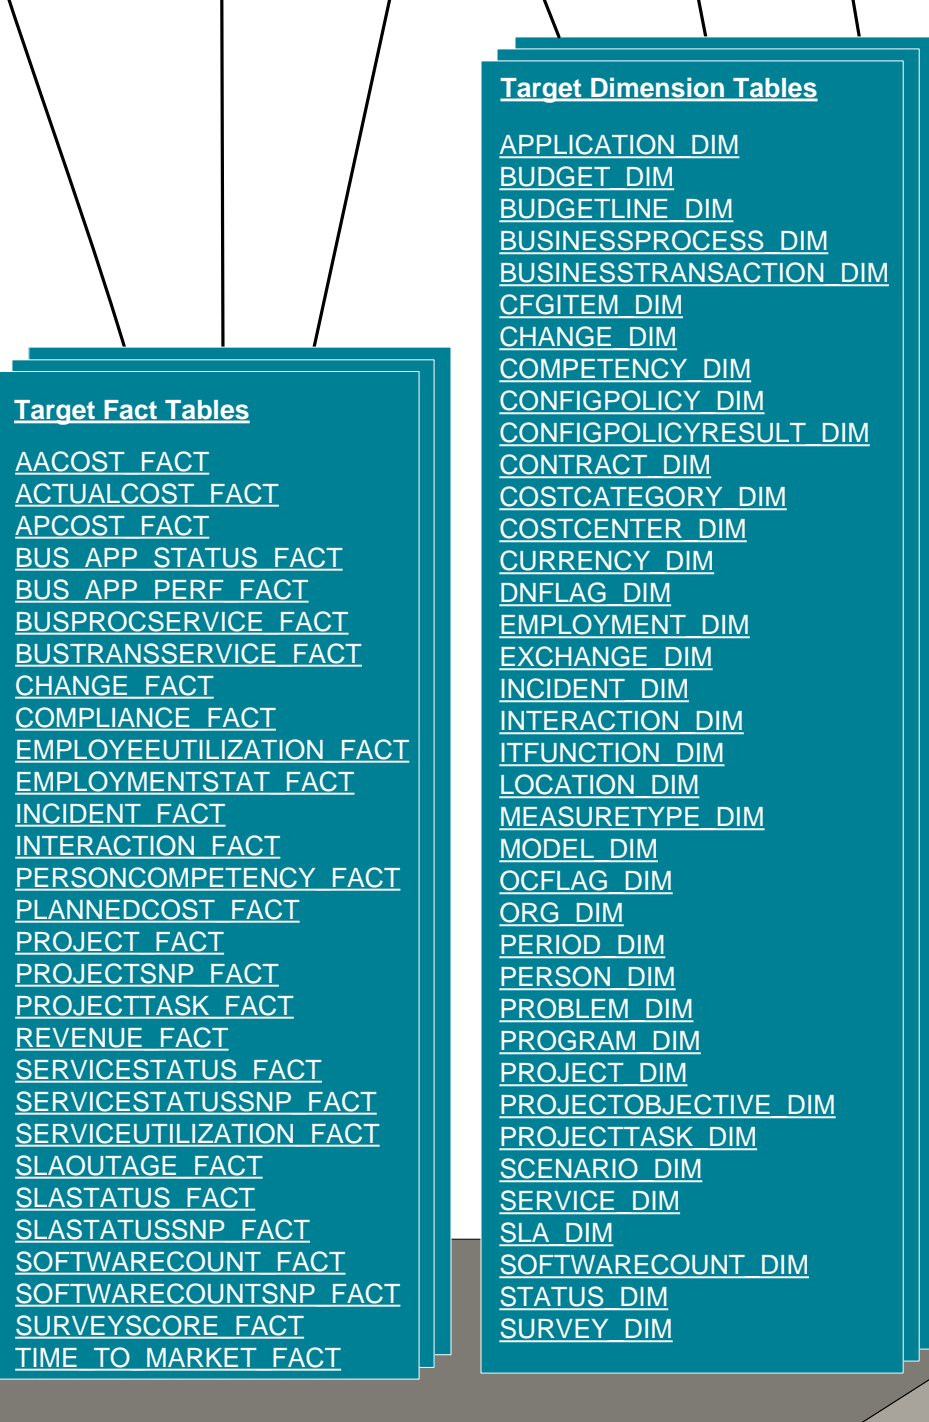 Target Fact Tables
AACOST_FACT
ACTUALCOST_FACT
APCOST_FACT
BUS_APP_STATUS_FACT
BUS_APP_PERF_FACT
BUSPROCSERVICE_FACT
BUSTRANSSERVICE_FACT
CHANGE_FACT
COMPLIANCE_FACT
EMPLOYEEUTILIZATION_FACT
EMPLOYMENTSTAT_FACT
INCIDENT_FACT
INTERACTION_FACT
PERSONCOMPETENCY_FACT
PLANNEDCOST_FACT
PROJECT_FACT
PROJECTSNP_FACT
PROJECTTASK_FACT
REVENUE_FACT
SERVICESTATUS_FACT
SERVICESTATUSSNP_FACT
SERVICEUTILIZATION_FACT
SLAOUTAGE_FACT
SLASTATUS_FACT
SLASTATUSSNP_FACT
SOFTWARECOUNT_FACT
SOFTWARECOUNTSNP_FACT
SURVEYSCORE_FACT
TIME_TO_MARKET_FACT
Target Dimension Tables
APPLICATION_DIM
BUDGET_DIM
BUDGETLINE_DIM
BUSINESSPROCESS_DIM
BUSINESSTRANSACTION_DIM
CFGITEM_DIM
CHANGE_DIM
COMPETENCY_DIM
CONFIGPOLICY_DIM
CONFIGPOLICYRESULT_DIM
CONTRACT_DIM
COSTCATEGORY_DIM
COSTCENTER_DIM
CURRENCY_DIM
DNFLAG_DIM
EMPLOYMENT_DIM
EXCHANGE_DIM
INCIDENT_DIM
INTERACTION_DIM
ITFUNCTION_DIM
LOCATION_DIM
MEASURETYPE_DIM
MODEL_DIM
OCFLAG_DIM
ORG_DIM
PERIOD_DIM
PERSON_DIM
PROBLEM_DIM
PROGRAM_DIM
PROJECT_DIM
PROJECTOBJECTIVE_DIM
PROJECTTASK_DIM
SCENARIO_DIM
SERVICE_DIM
SLA_DIM
SOFTWARECOUNT_DIM
STATUS_DIM
SURVEY_DIM